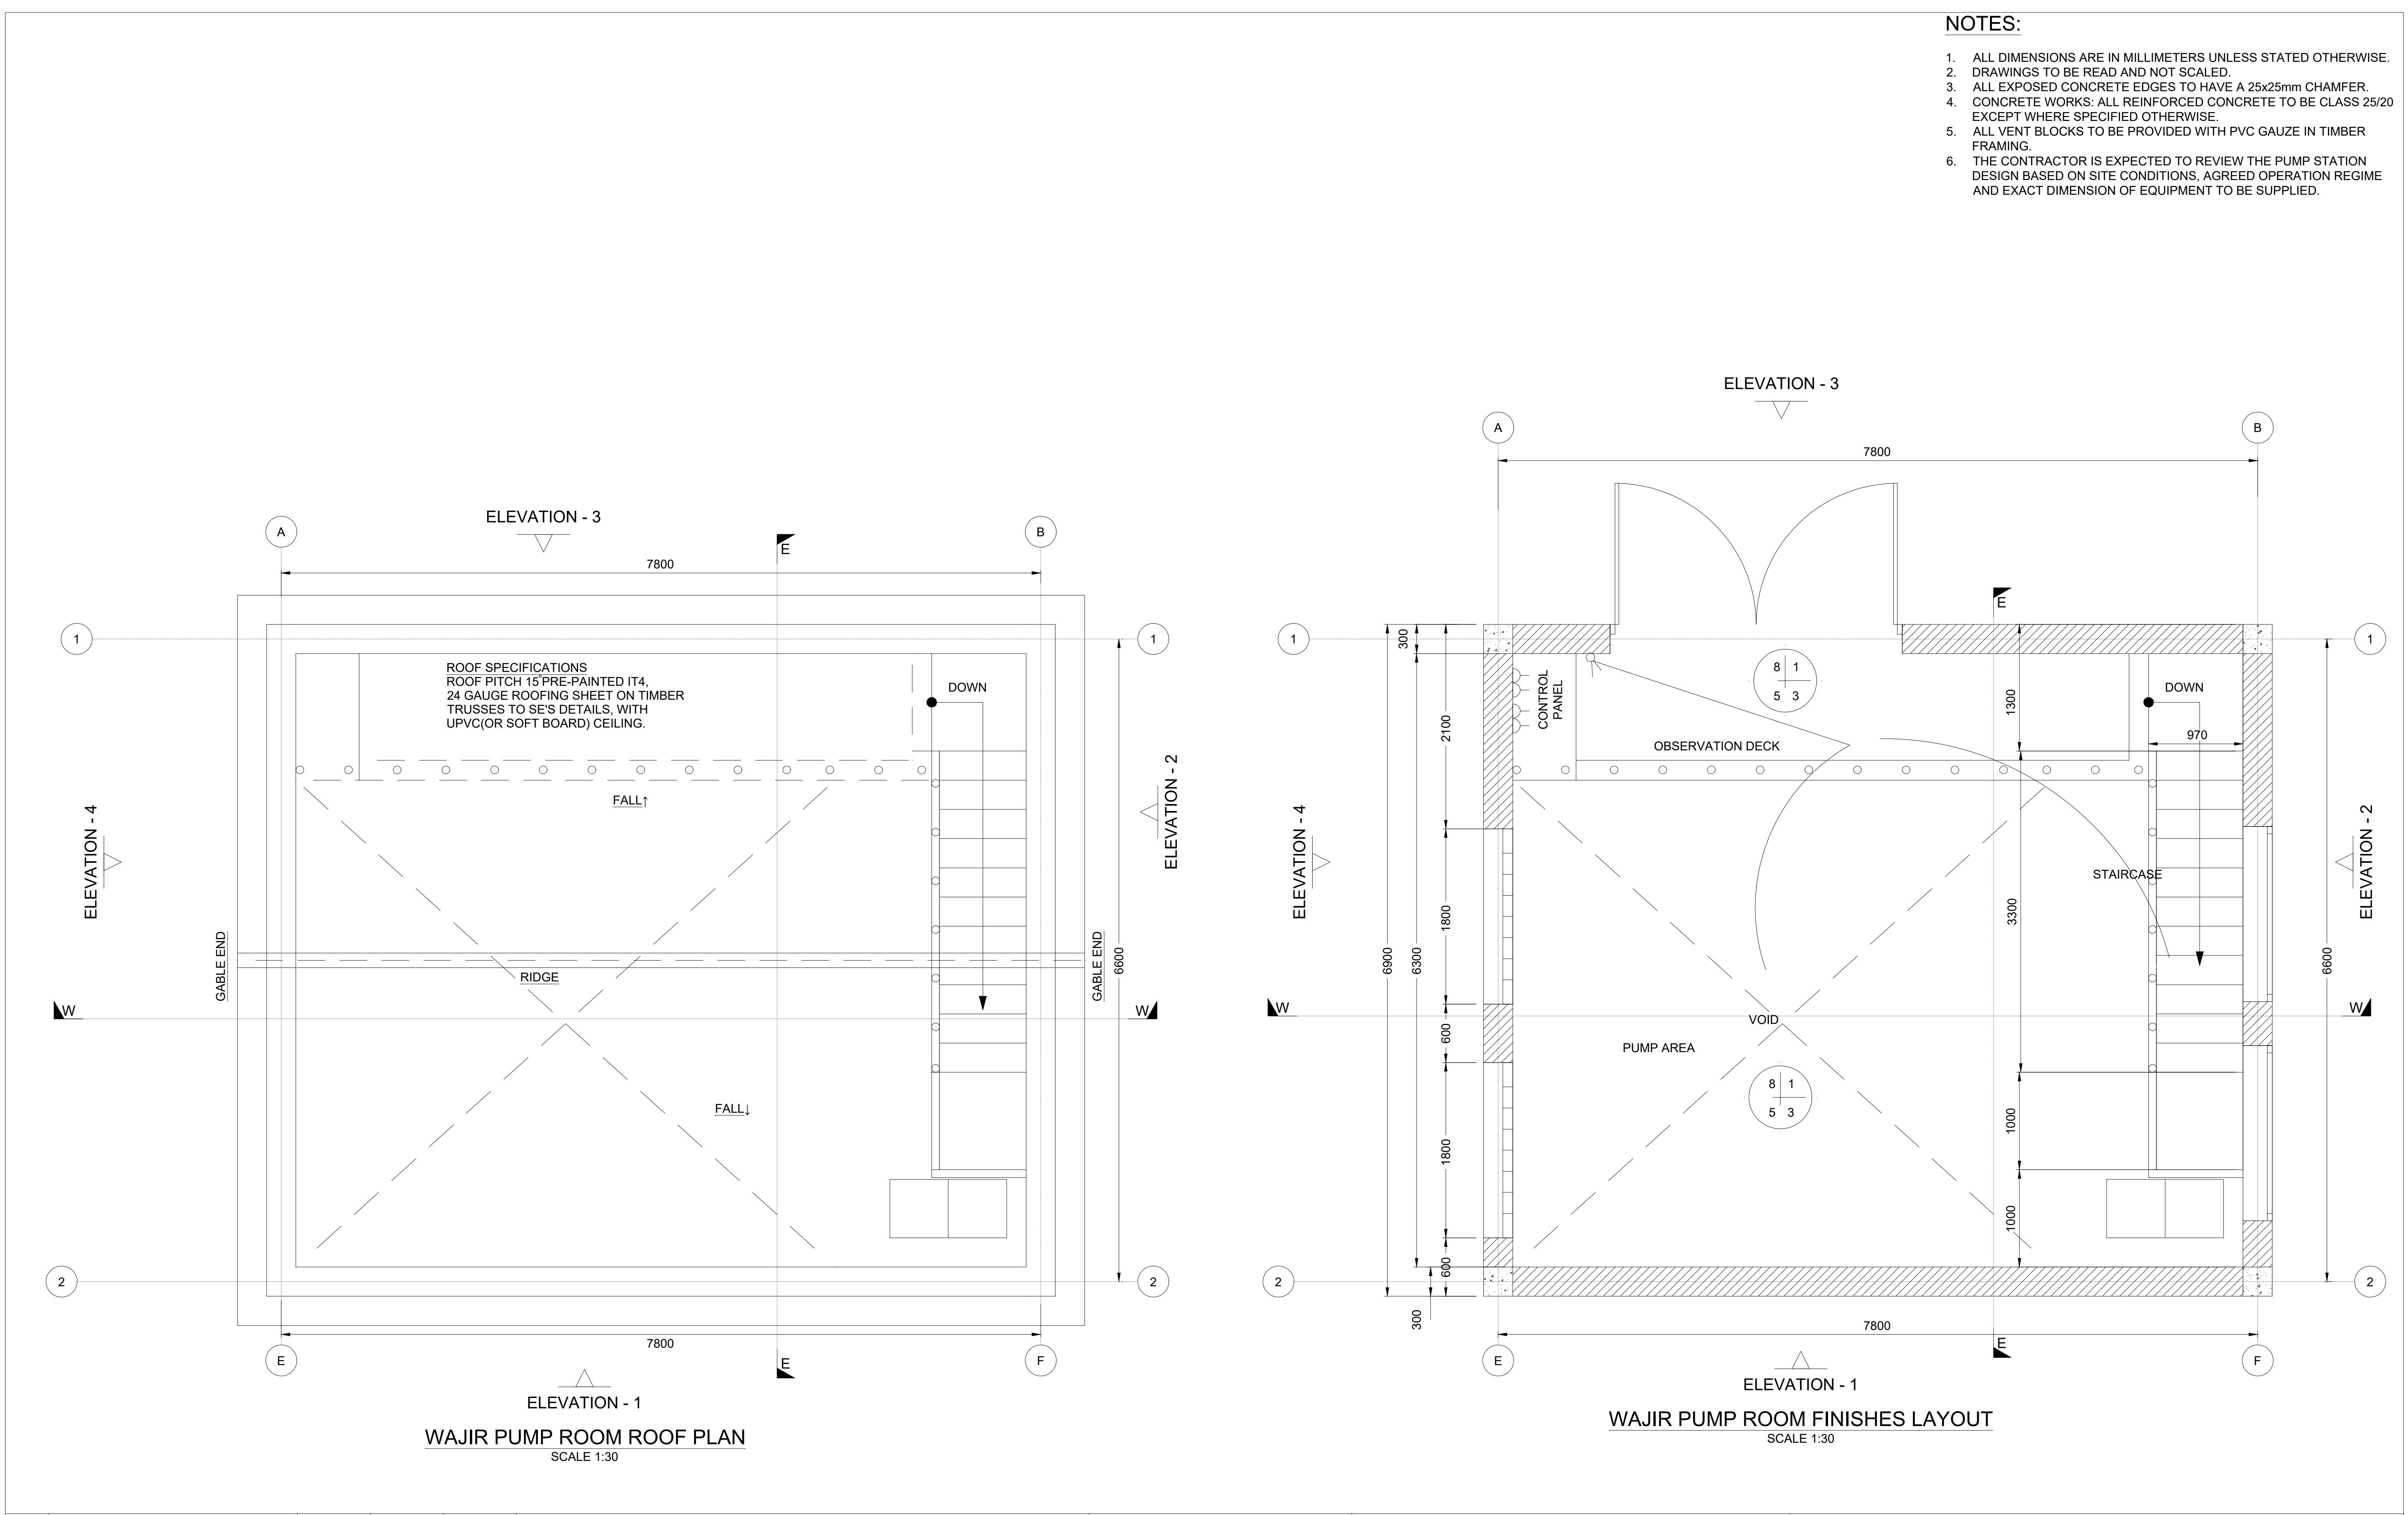 NOTES:
1. ALL DIMENSIONS ARE IN MILLIMETERS UNLESS STATED OTHERWISE.
2. DRAWINGS TO BE READ AND NOT SCALED.
3. ALL EXPOSED CONCRETE EDGES TO HAVE A 25x25mm CHAMFER.
4. CONCRETE WORKS: ALL REINFORCED CONCRETE TO BE CLASS 25/20
EXCEPT WHERE SPECIFIED OTHERWISE.
5. ALL VENT BLOCKS TO BE PROVIDED WITH PVC GAUZE IN TIMBER
FRAMING.
6. THE CONTRACTOR IS EXPECTED TO REVIEW THE PUMP STATION
DESIGN BASED ON SITE CONDITIONS, AGREED OPERATION REGIME
AND EXACT DIMENSION OF EQUIPMENT TO BE SUPPLIED.
ELEVATION - 3
A
B
E
7800
1
1
ROOF SPECIFICATIONS
ROOF PITCH 15°PRE-PAINTED IT4,
24 GAUGE ROOFING SHEET ON TIMBER
TRUSSES TO SE'S DETAILS, WITH
UPVC(OR SOFT BOARD) CEILING.
DOWN
FALL↑
ELEVATION - 4
ELEVATION - 2
GABLE END
RIDGE
GABLE END
6600
W
W
FALL↓
2
2
7800
E
E
F
ELEVATION - 1
WAJIR PUMP ROOM ROOF PLAN
SCALE 1:30
ELEVATION - 3
A
B
7800
E
1
1
300
8 1
5 3
CONTROL
PANEL
DOWN
1300
2100
970
OBSERVATION DECK
ELEVATION - 4
ELEVATION - 2
STAIRCASE
1800
3300
6900
6300
6600
W
W
VOID
600
PUMP AREA
8 1
5 3
1000
1800
1000
600
2
2
300
7800
E
E
F
ELEVATION - 1
WAJIR PUMP ROOM FINISHES LAYOUT
SCALE 1:30